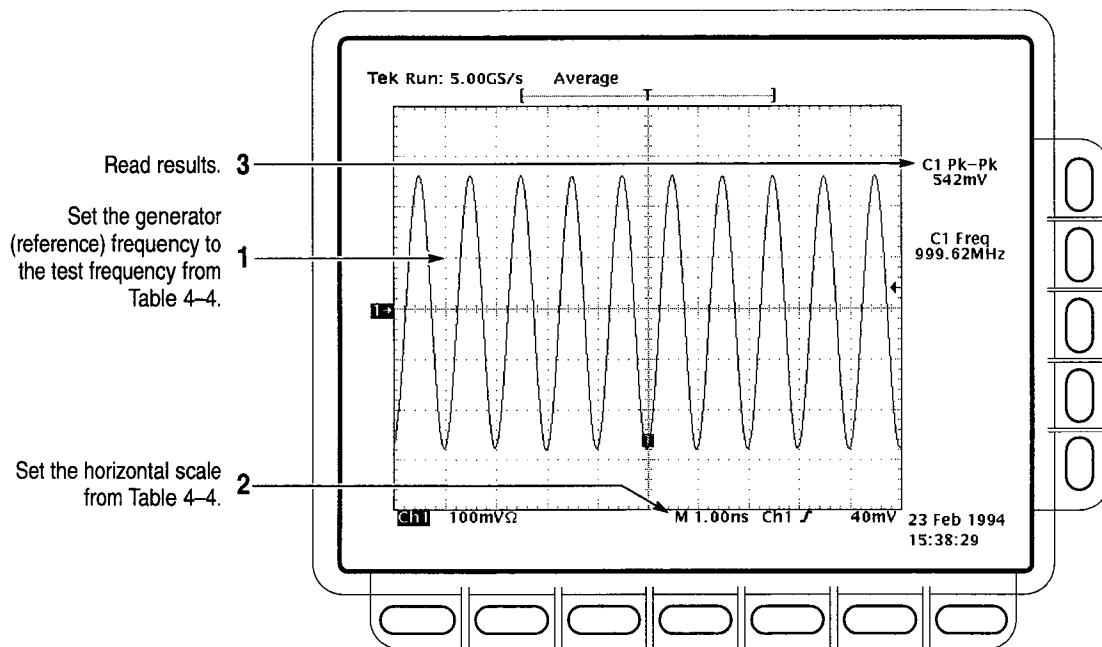 Tek Run: 5.00GS/s Average
[ T ]
Read results. 3
C1 Pk–Pk
542mV
Set the generator
(reference) frequency to
the test frequency from
Table 4–4.
1
C1 Freq
999.62MHz
1→
T
Set the horizontal scale
from Table 4–4.
2
Ch1 100mVΩ M 1.00ns Ch1 ƒ 40mV
23 Feb 1994
15:38:29